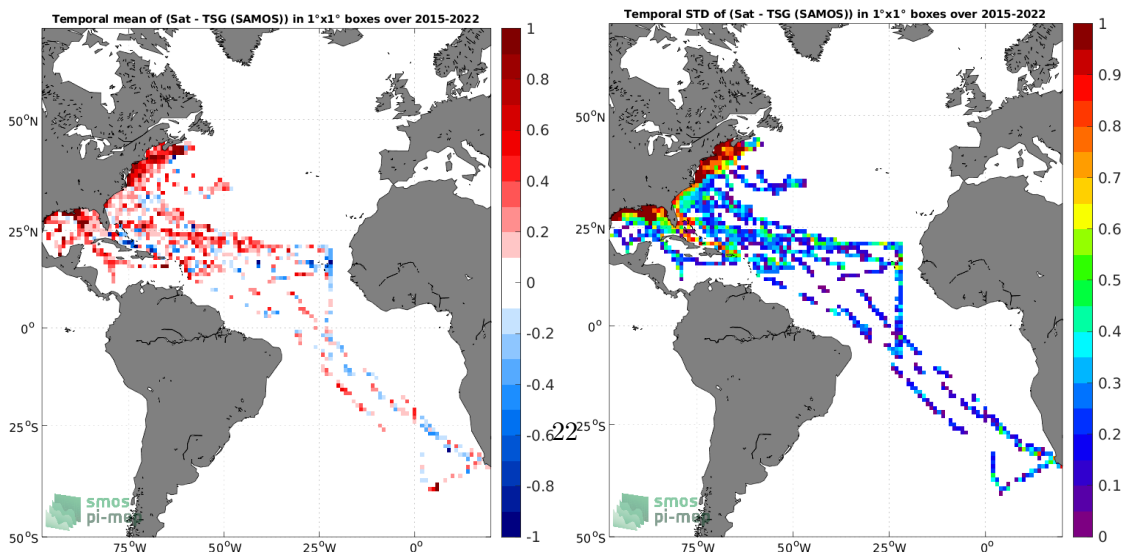 Temporal mean of (Sat - TSG (SAMOS)) in 1°x1° boxes over 2015-2022
50°N
25°N
0°
25°S
50°S
75°W
50°W
25°W
0°
1
0.8
0.6
0.4
0.2
0
-0.2
-0.4
-0.6
-0.8
-1
smos
pi-mep
22
Temporal STD of (Sat - TSG (SAMOS)) in 1°x1° boxes over 2015-2022
50°N
25°N
0°
25°S
50°S
75°W
50°W
25°W
0°
1
0.9
0.8
0.7
0.6
0.5
0.4
0.3
0.2
0.1
0
smos
pi-mep